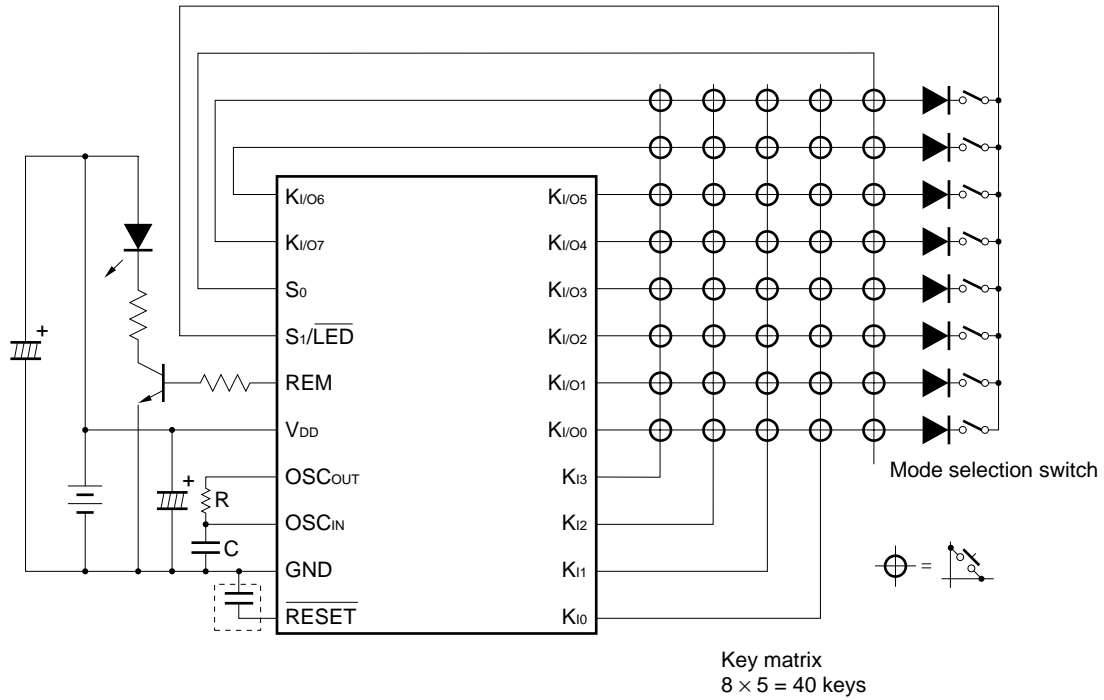 KI/O6
KI/O7
S0
S1/LED
REM
VDD
OSCOUT
OSCIN
GND
RESET
KI/O5
KI/O4
KI/O3
KI/O2
KI/O1
KI/O0
KI3
KI2
KI1
KI0
+
+
R
C
Mode selection switch
=
Key matrix
8 × 5 = 40 keys